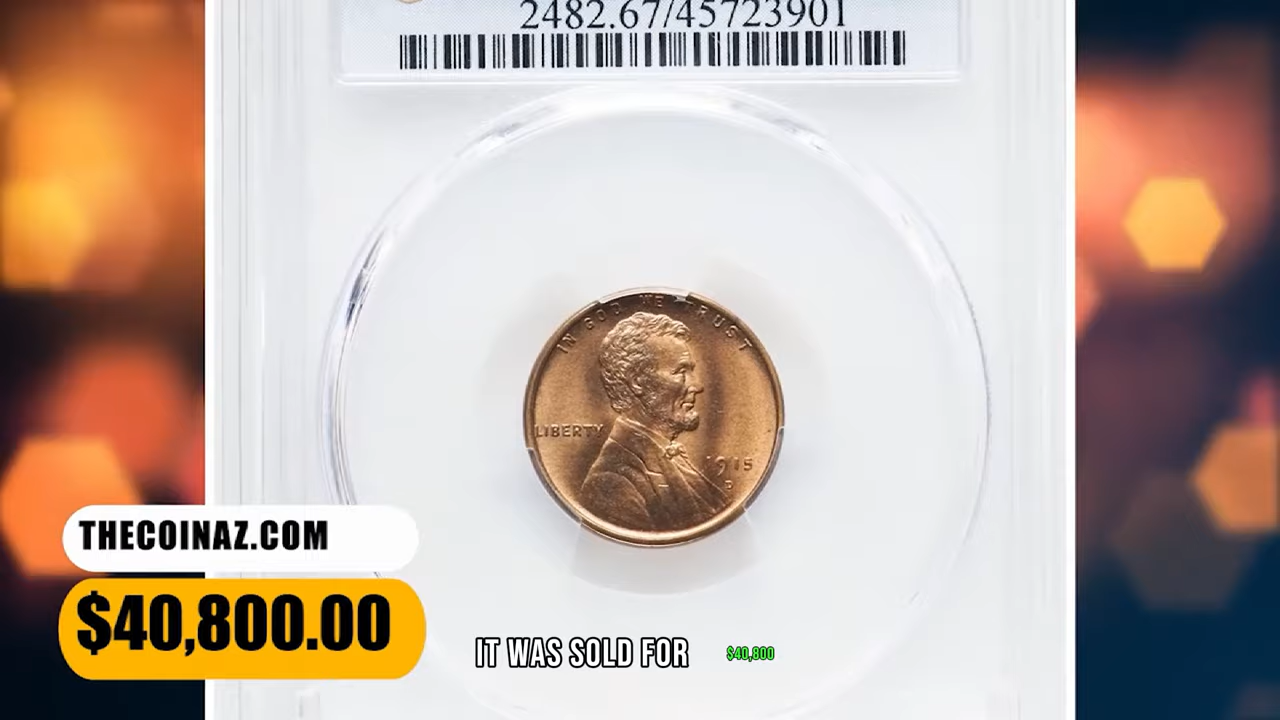 2482.67/45723901
IN GOD WE TRUST
LIBERTY
1915
D
THECOINAZ.COM
$40,800.00
IT WAS SOLD FOR $40,800